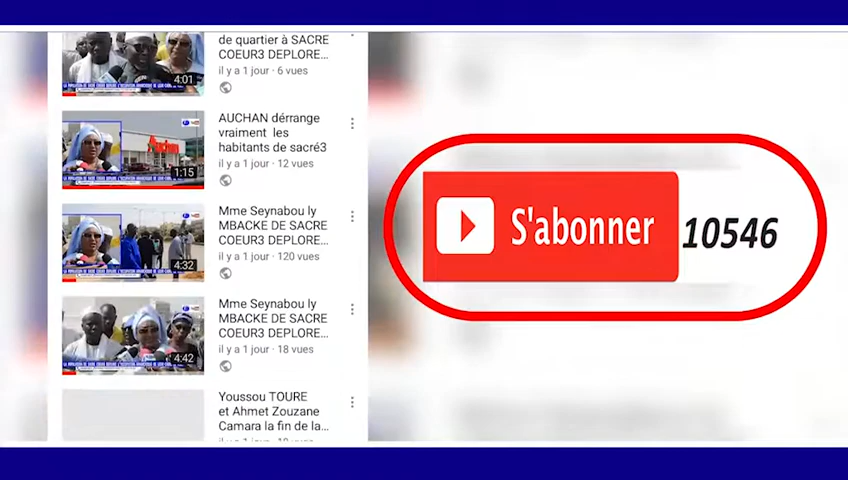 de quartier à SACRE
COEUR3 DEPLORE...
il y a 1 jour · 6 vues
4:01
AUCHAN dérrange
vraiment les
habitants de sacré3
il y a 1 jour · 12 vues
Auchan
1:15
Mme Seynabou ly
MBACKE DE SACRE
COEUR3 DEPLORE...
il y a 1 jour · 120 vues
4:32
Mme Seynabou ly
MBACKE DE SACRE
COEUR3 DEPLORE...
il y a 1 jour · 18 vues
4:42
Youssou TOURE
et Ahmet Zouzane
Camara la fin de la...
S'abonner
10546